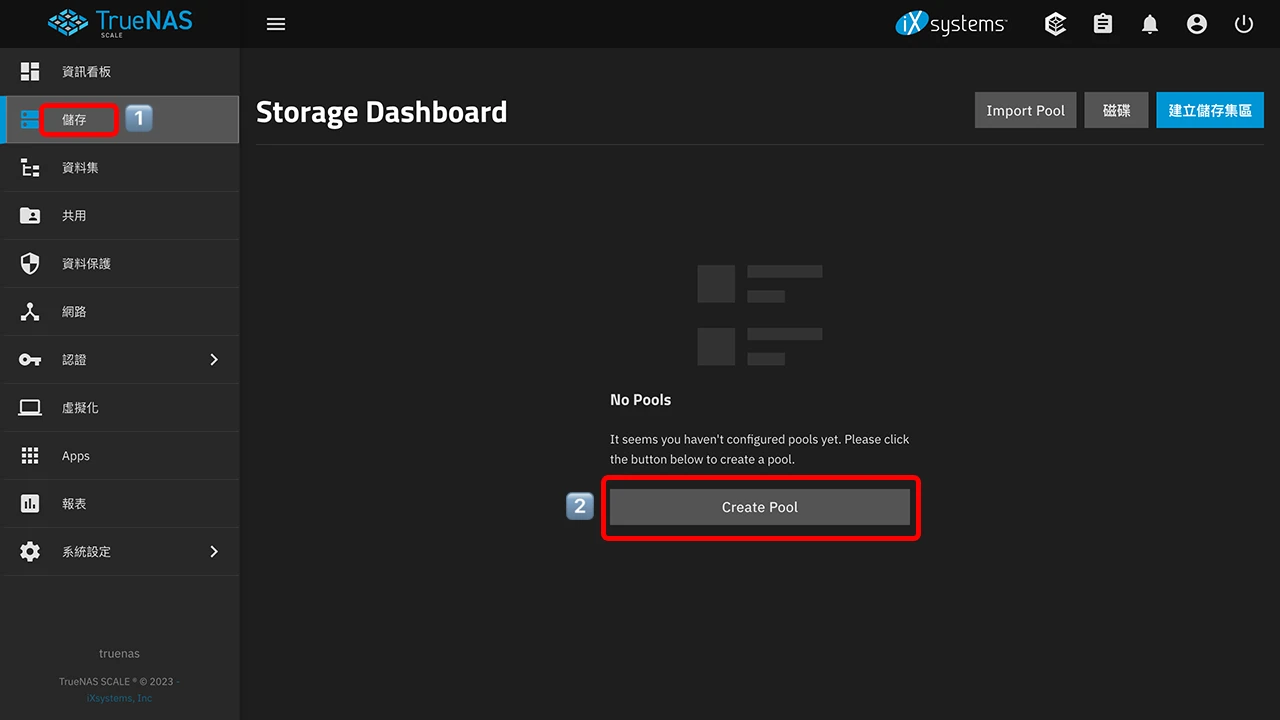 TrueNAS
SCALE
iXsystems
資訊看板
儲存
1
資料集
共用
資料保護
網路
認證
虛擬化
Apps
報表
系統設定
truenas
TrueNAS SCALE ® © 2023 -
iXsystems, Inc
Storage Dashboard
Import Pool
磁碟
建立儲存集區
No Pools
It seems you haven't configured pools yet. Please click
the button below to create a pool.
2
Create Pool